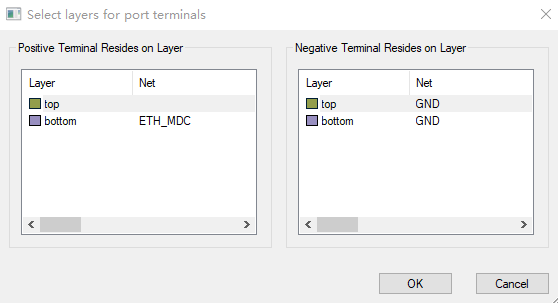 Select layers for port terminals
Positive Terminal Resides on Layer
Layer Net
top
bottom ETH_MDC
Negative Terminal Resides on Layer
Layer Net
top GND
bottom GND
OK Cancel